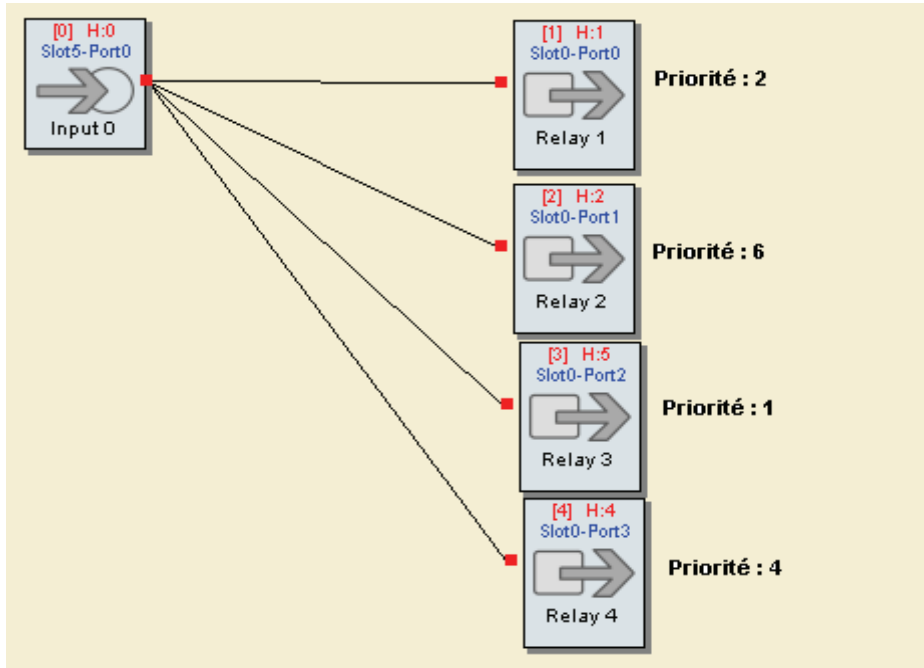 [0] H:0
Slot5-Port0
Input 0
[1] H:1
Slot0-Port0
Relay 1
Priorité : 2
[2] H:2
Slot0-Port1
Relay 2
Priorité : 6
[3] H:5
Slot0-Port2
Relay 3
Priorité : 1
[4] H:4
Slot0-Port3
Relay 4
Priorité : 4